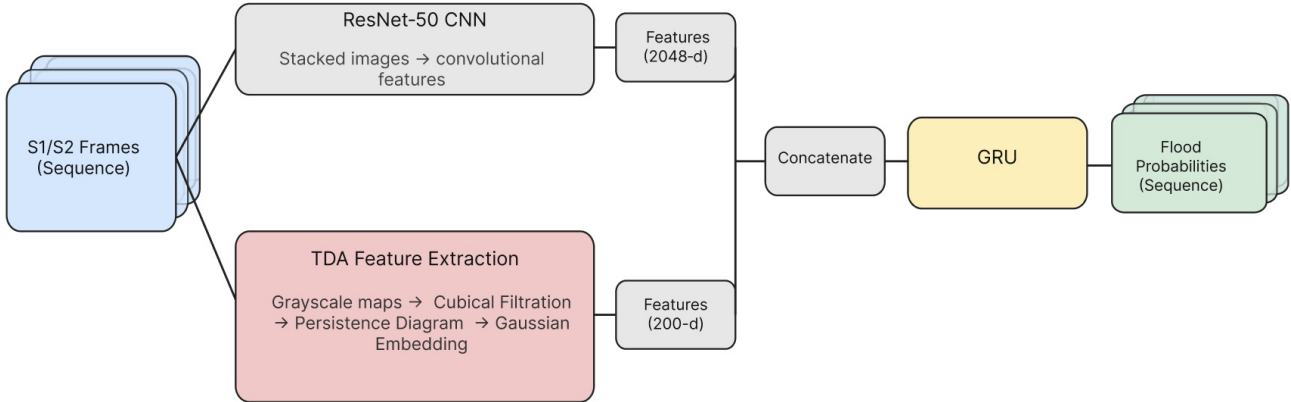 S1/S2 Frames
(Sequence)
ResNet-50 CNN
Stacked images → convolutional
features
Features
(2048-d)
TDA Feature Extraction
Grayscale maps → Cubical Filtration
→ Persistence Diagram → Gaussian
Embedding
Features
(200-d)
Concatenate
GRU
Flood
Probabilities
(Sequence)